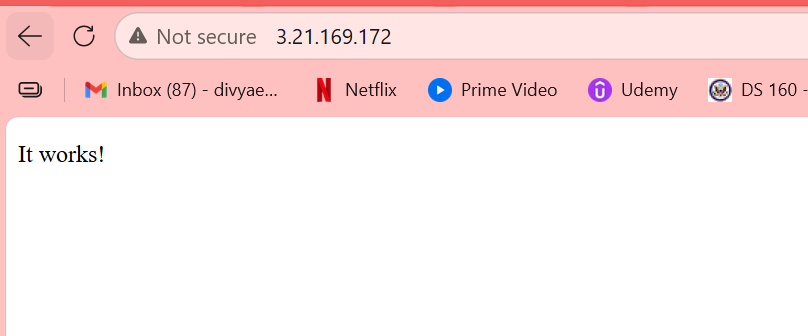 Not secure 3.21.169.172
Inbox (87) - divyae... Netflix Prime Video Udemy DS 160 -
It works!